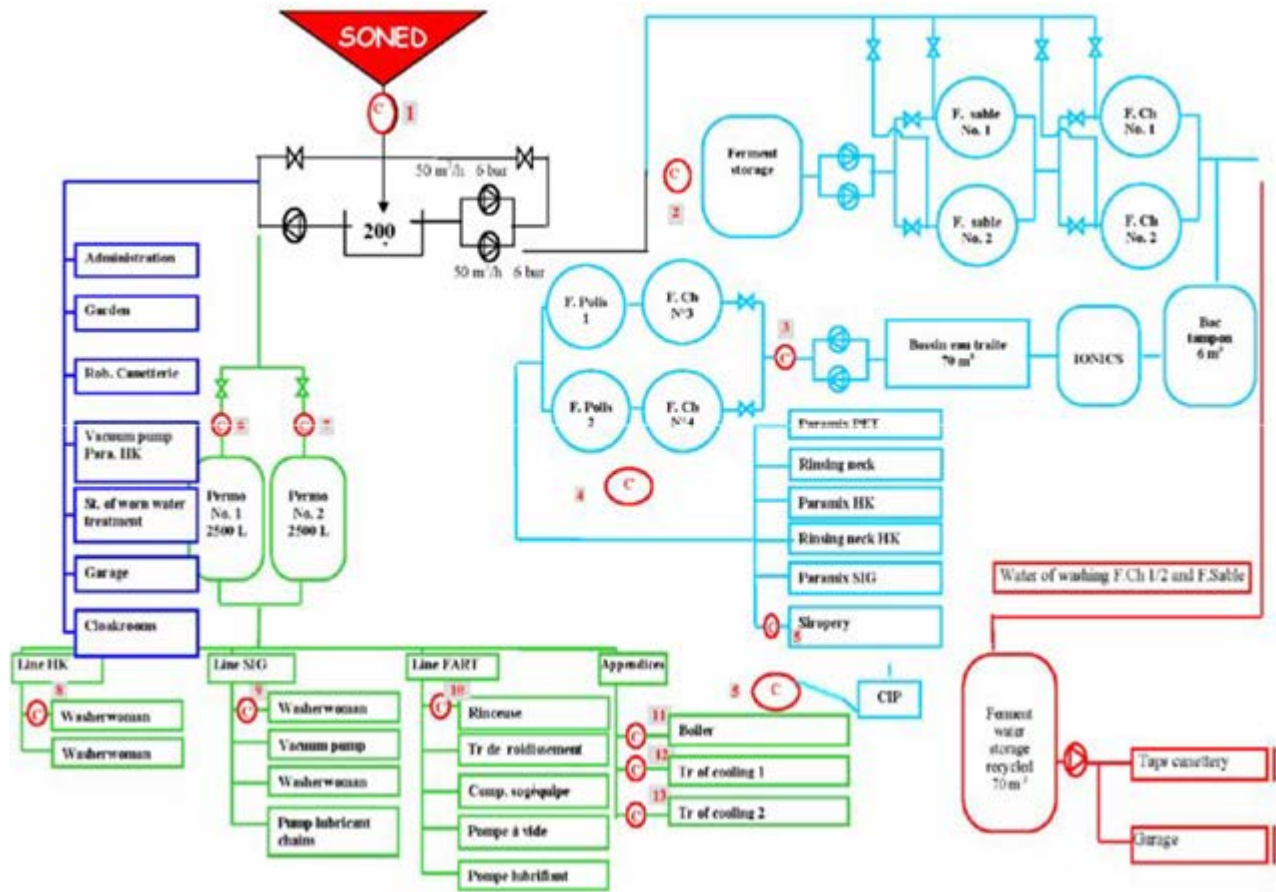 SONED
C
1
50 m³/h 6 bar
200
50 m³/h 6 bar
C
2
Ferment
storage
F. sable
No. 1
F. sable
No. 2
F. Ch
No. 1
F. Ch
No. 2
Administration
Garden
Rob. Canetterie
Vacuum pump
Para. HK
St. of worn water
treatment
Garage
Cloakrooms
F. Polis
1
F. Ch
N°3
F. Polis
2
F. Ch
N°4
3
C
Bassin eau traite
70 m³
IONICS
Bac
tampon
6 m³
C
6
C
7
Permo
No. 1
2500 L
Permo
No. 2
2500 L
4
C
Paramix PET
Rinsing neck
Paramix HK
Rinsing neck HK
Paramix SIG
C
5
Siropery
5
C
CIP
Water of washing F.Ch 1/2 and F.Sable
Ferment
water
storage
recycled
70 m³
Taps canettery
Garage
Line HK
8
C
Washerwoman
Washerwoman
Line SIG
9
C
Washerwoman
Vacuum pump
Washerwoman
Pump lubricant
chains
Line FART
10
C
Rinceuse
Tr de roidissement
Comp. sogéquipe
Pompe à vide
Pompe lubrifiant
Appendices
11
C
Boiler
12
C
Tr of cooling 1
13
C
Tr of cooling 2